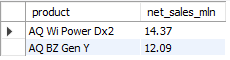 product net_sales_mln
AQ Wi Power Dx2 14.37
AQ BZ Gen Y 12.09